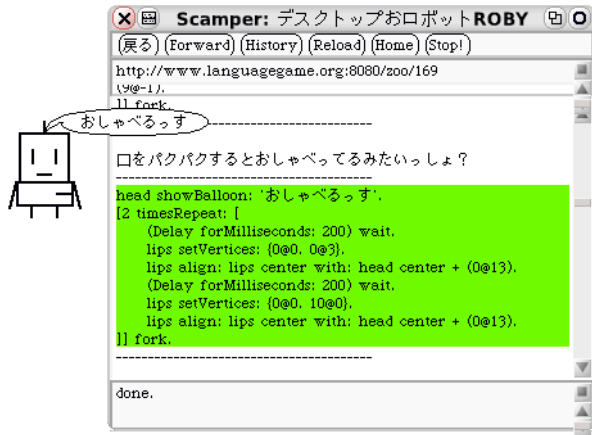 Scamper: デスクトップおロボットROBY
(戻る) (Forward) (History) (Reload) (Home) (Stop!)
http://www.languagegame.org:8080/zoo/169
(9@-1).
]] fork.
おしゃべるっす
--------------------------------
口をパクパクするとおしゃべってるみたいっしょ？
--------------------------------
head showBalloon: 'おしゃべるっす'.
[2 timesRepeat: [
(Delay forMilliseconds: 200) wait.
lips setVertices: {0@0. 0@3}.
lips align: lips center with: head center + (0@13).
(Delay forMilliseconds: 200) wait.
lips setVertices: {0@0. 10@0}.
lips align: lips center with: head center + (0@13).
]] fork.
--------------------------------
done.